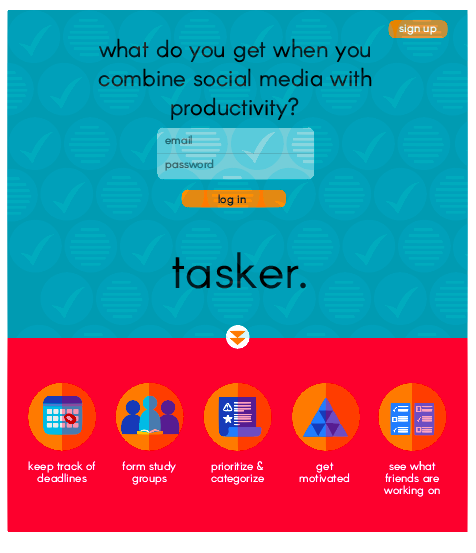 sign up
what do you get when you
combine social media with
productivity?
email
password
log in
tasker.
keep track of
deadlines
form study
groups
prioritize &
categorize
get
motivated
see what
friends are
working on